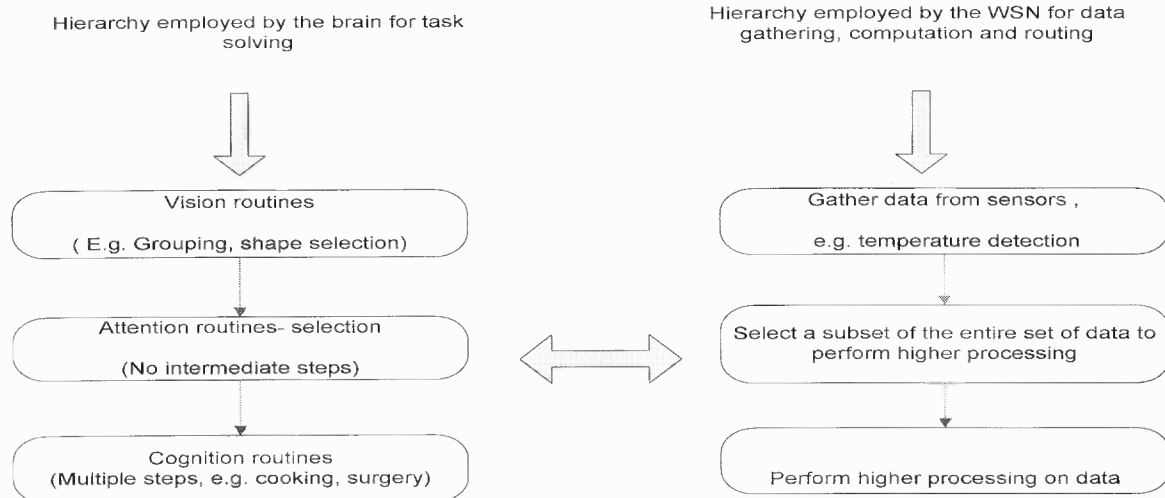 Hierarchy employed by the brain for task
solving
Vision routines
( E.g. Grouping, shape selection)
Attention routines- selection
(No intermediate steps)
Cognition routines
(Multiple steps, e.g. cooking, surgery)
Hierarchy employed by the WSN for data
gathering, computation and routing
Gather data from sensors ,
e.g. temperature detection
Select a subset of the entire set of data to
perform higher processing
Perform higher processing on data